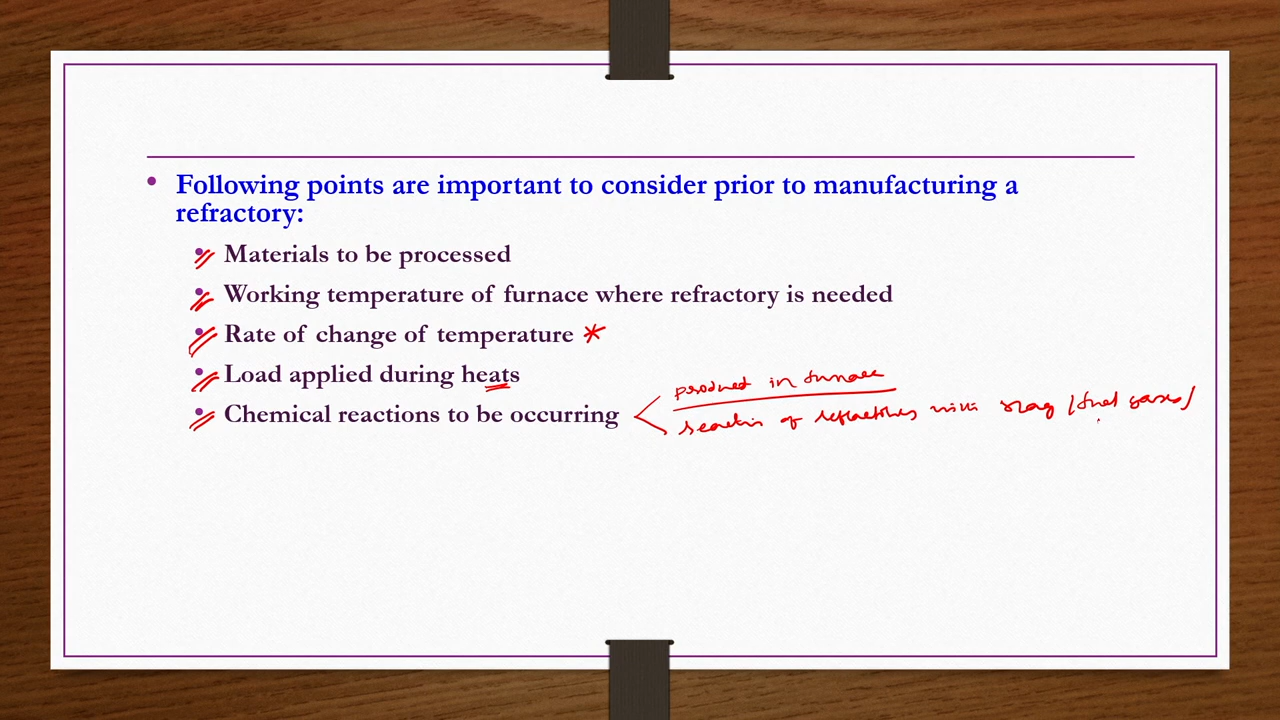 Following points are important to consider prior to manufacturing a
refractory:
Materials to be processed
Working temperature of furnace where refractory is needed
Rate of change of temperature *
Load applied during heats
Chemical reactions to be occurring
product in furnace
reaction of refractories with slag / fuel gases /